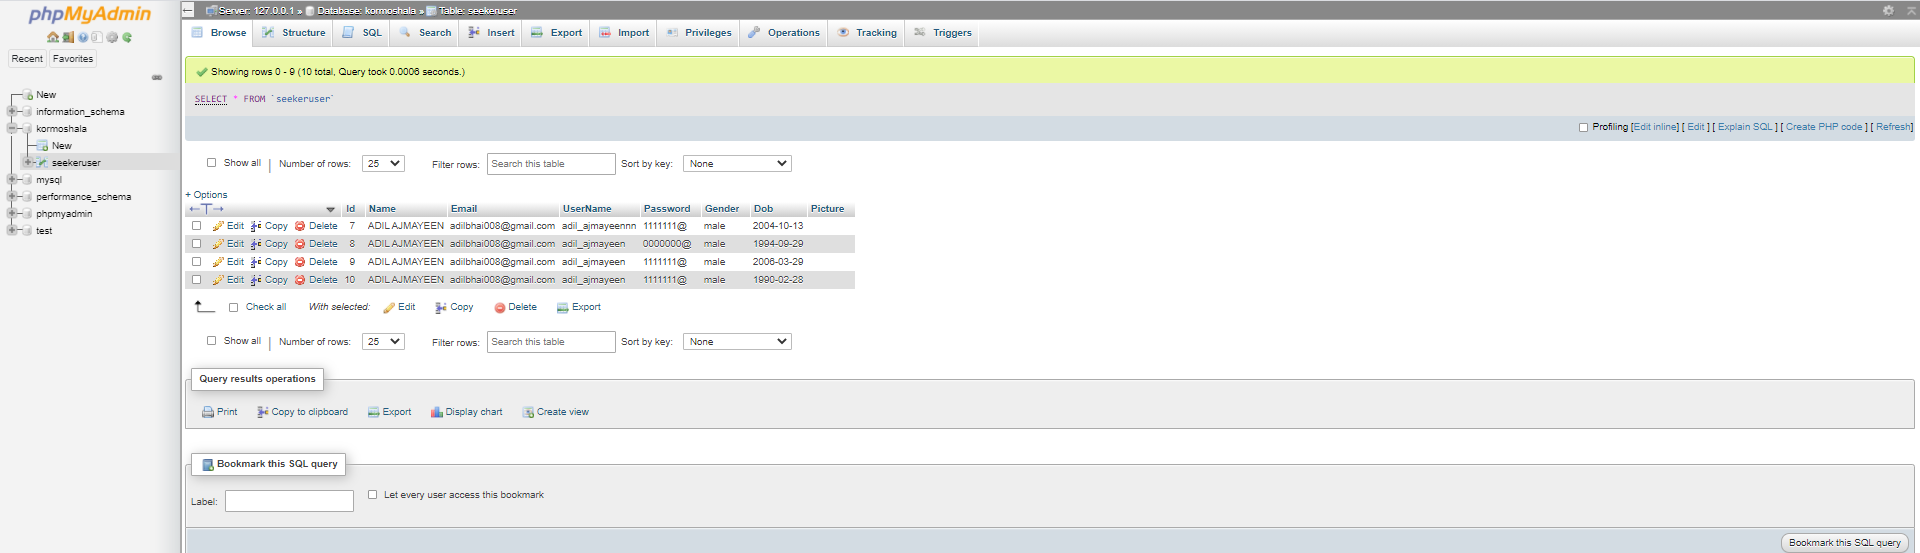 phpMyAdmin
Recent Favorites
New
information_schema
kormoshala
New
seekeruser
mysql
performance_schema
phpmyadmin
test
Server: 127.0.0.1 » Database: kormoshala » Table: seekeruser
Browse Structure SQL Search Insert Export Import Privileges Operations Tracking Triggers
Showing rows 0 - 9 (10 total, Query took 0.0006 seconds.)
SELECT * FROM `seekeruser`
Profiling [Edit inline] [ Edit ] [ Explain SQL ] [ Create PHP code ] [ Refresh]
Show all | Number of rows: 25 Filter rows: Search this table Sort by key: None
+ Options
←T→ Id Name Email UserName Password Gender Dob Picture
Edit Copy Delete 7 ADIL AJMAYEEN adilbhai008@gmail.com adil_ajmayeennn 1111111@ male 2004-10-13
Edit Copy Delete 8 ADIL AJMAYEEN adilbhai008@gmail.com adil_ajmayeen 0000000@ male 1994-09-29
Edit Copy Delete 9 ADIL AJMAYEEN adilbhai008@gmail.com adil_ajmayeen 1111111@ male 2006-03-29
Edit Copy Delete 10 ADIL AJMAYEEN adilbhai008@gmail.com adil_ajmayeen 1111111@ male 1990-02-28
Check all With selected: Edit Copy Delete Export
Show all | Number of rows: 25 Filter rows: Search this table Sort by key: None
Query results operations
Print Copy to clipboard Export Display chart Create view
Bookmark this SQL query
Label: Let every user access this bookmark
Bookmark this SQL query